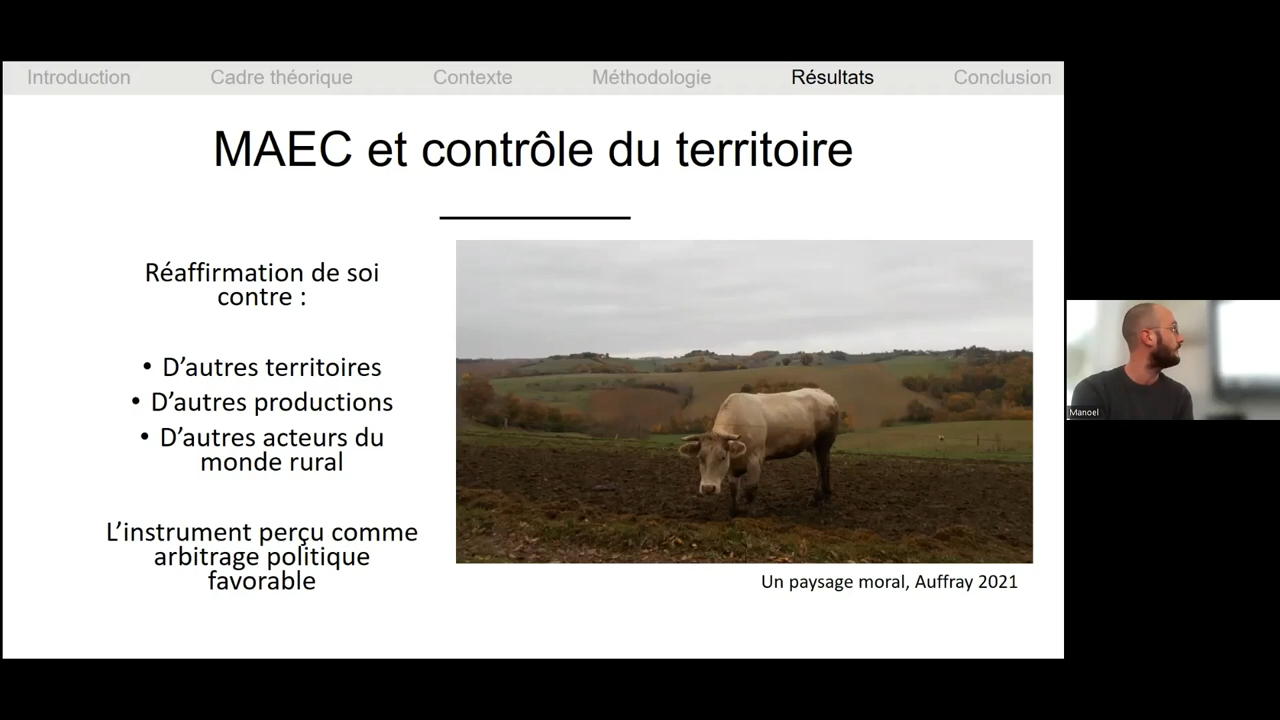 Introduction Cadre théorique Contexte Méthodologie Résultats Conclusion
MAEC et contrôle du territoire
Réaffirmation de soi
contre :
• D’autres territoires
• D’autres productions
• D’autres acteurs du
monde rural
L’instrument perçu comme
arbitrage politique
favorable
Un paysage moral, Auffray 2021
Manoel